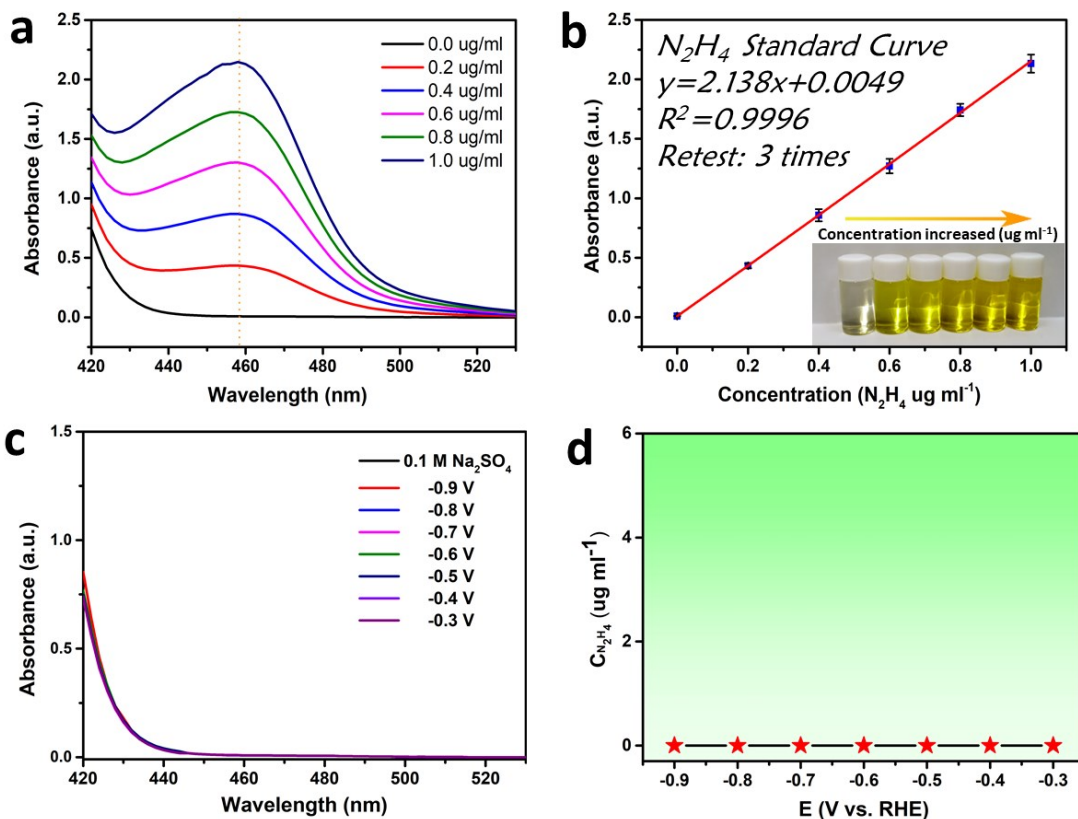 a
2.5
2.0
1.5
1.0
0.5
0.0
Absorbance (a.u.)
0.0 ug/ml
0.2 ug/ml
0.4 ug/ml
0.6 ug/ml
0.8 ug/ml
1.0 ug/ml
420 440 460 480 500 520
Wavelength (nm)
b
2.5
2.0
1.5
1.0
0.5
0.0
Absorbance (a.u.)
N₂H₄ Standard Curve
y=2.138x+0.0049
R²=0.9996
Retest: 3 times
Concentration increased (ug ml⁻¹)
0.0 0.2 0.4 0.6 0.8 1.0
Concentration (N₂H₄ ug ml⁻¹)
c
1.5
1.0
0.5
0.0
Absorbance (a.u.)
0.1 M Na₂SO₄
-0.9 V
-0.8 V
-0.7 V
-0.6 V
-0.5 V
-0.4 V
-0.3 V
420 440 460 480 500 520
Wavelength (nm)
d
6
4
2
0
C_N₂H₄ (ug ml⁻¹)
-0.9 -0.8 -0.7 -0.6 -0.5 -0.4 -0.3
E (V vs. RHE)